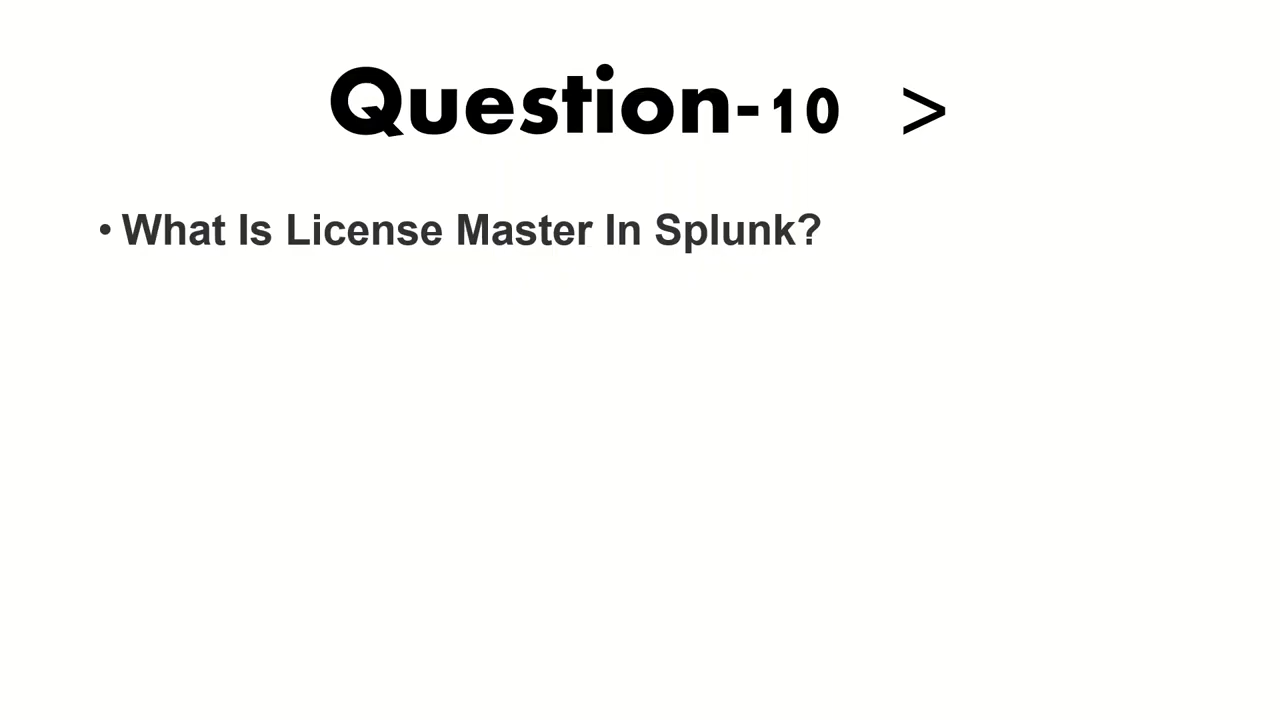 Question-10 >
• What Is License Master In Splunk?